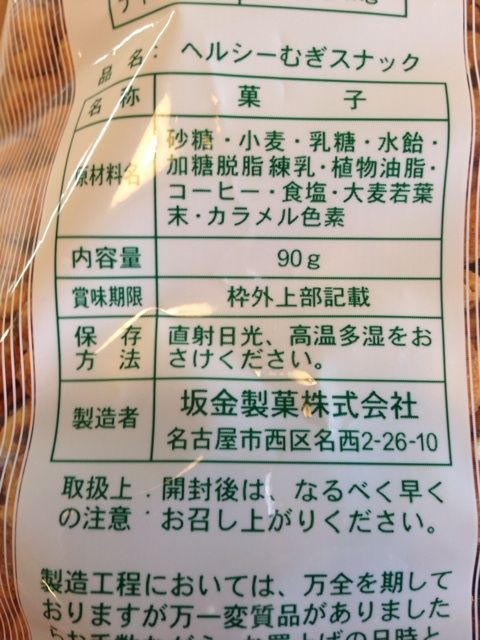 品名：ヘルシーむぎスナック
名称 菓子
原材料名 砂糖・小麦・乳糖・水飴・
加糖脱脂練乳・植物油脂・
コーヒー・食塩・大麦若葉
末・カラメル色素
内容量 90g
賞味期限 枠外上部記載
保存 直射日光、高温多湿をお
方法 さけください。
製造者 坂金製菓株式会社
名古屋市西区名西2-26-10
取扱上 ・開封後は、なるべく早く
の注意 お召し上がりください。
製造工程においては、万全を期して
おりますが万一変質品がありました